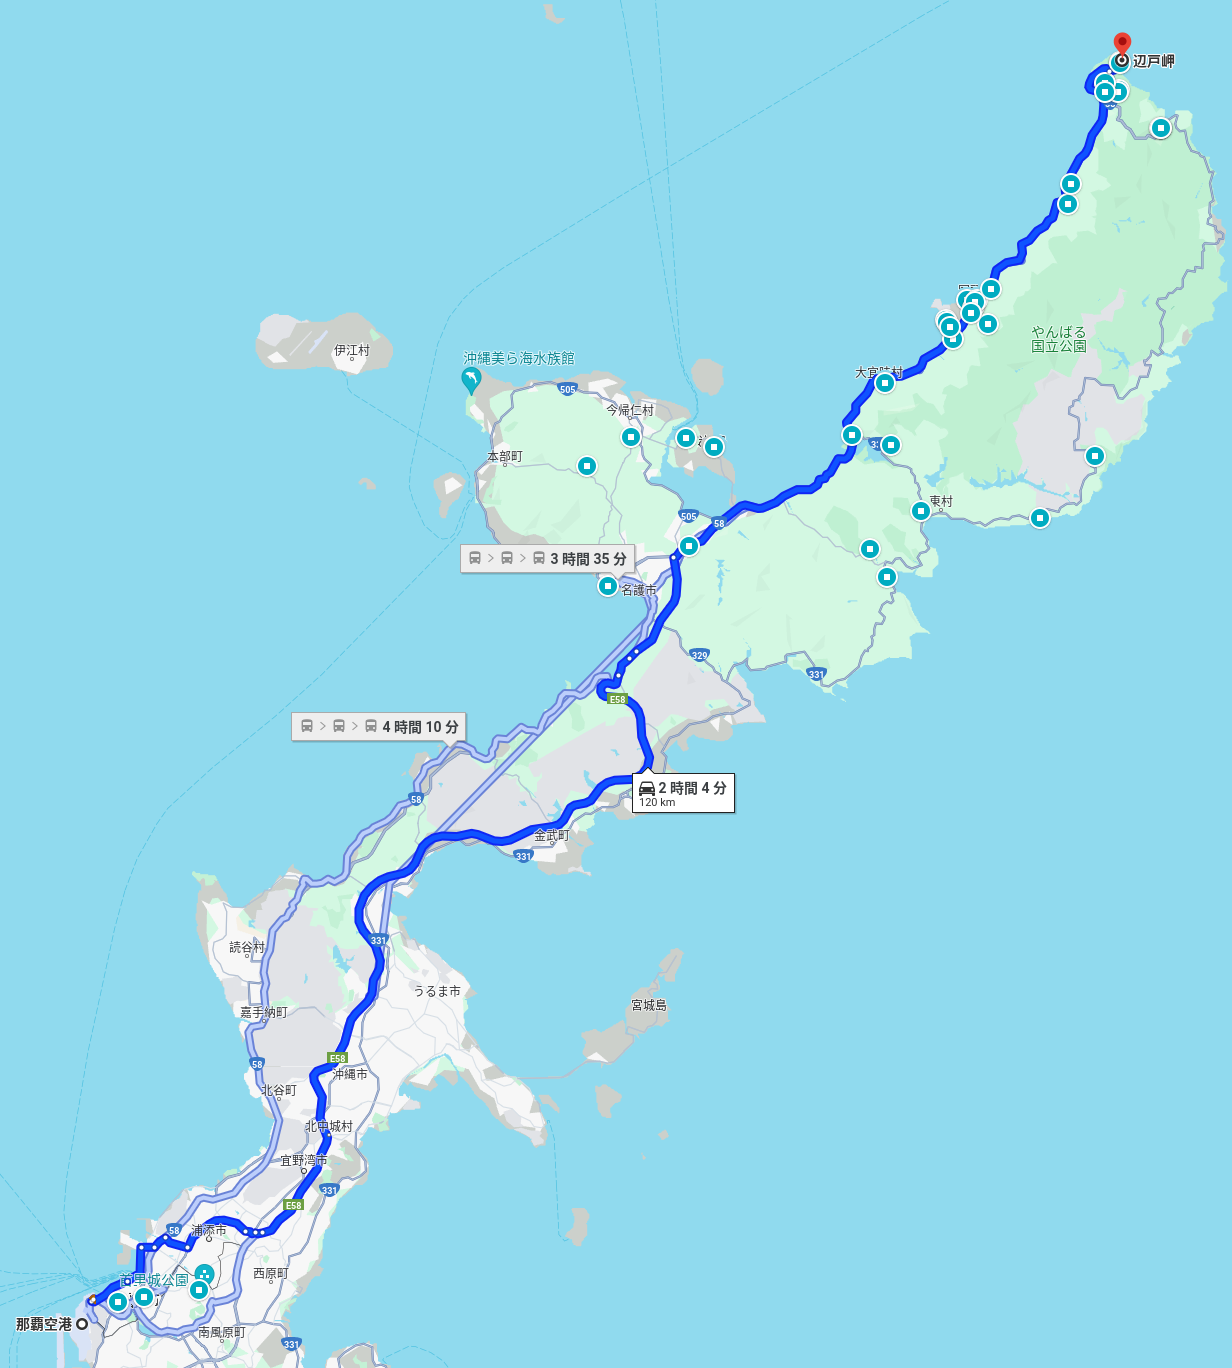 辺戸岬
やんばる
国立公園
伊江村
沖縄美ら海水族館
505
大宜味村
今帰仁村
本部町
東村
505
58
3 時間 35 分
名護市
329
331
E58
4 時間 10 分
2 時間 4 分
120 km
58
金武町
331
331
読谷村
うるま市
宮城島
嘉手納町
E58
58
沖縄市
北谷町
北中城村
宜野湾市
331
E58
58
浦添市
首里城公園
西原町
那覇空港
南風原町
331